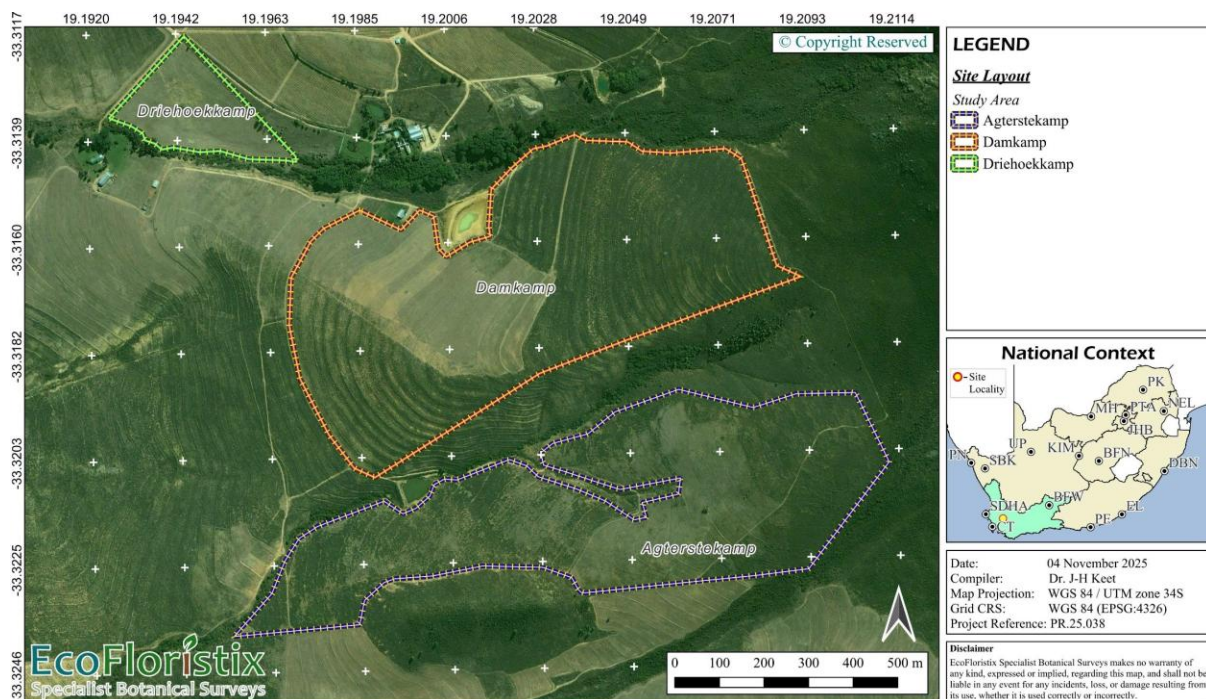 19.1920 19.1942 19.1963 19.1985 19.2006 19.2028 19.2049 19.2071 19.2093 19.2114
-33.3117
-33.3139
-33.3160
-33.3182
-33.3203
-33.3225
-33.3246
© Copyright Reserved
Driehoekkamp
Damkamp
Agterstekamp
EcoFloristix
Specialist Botanical Surveys
0 100 200 300 400 500 m
LEGEND
Site Layout
Study Area
Agterstekamp
Damkamp
Driehoekkamp
National Context
Site
Locality
PK
MH
PTA
NEL
JHB
UP
KIM
PN
SBK
BFN
DBN
SDHA
BFW
EL
PE
Date: 04 November 2025
Compiler: Dr. J-H Keet
Map Projection: WGS 84 / UTM zone 34S
Grid CRS: WGS 84 (EPSG:4326)
Project Reference: PR.25.038
Disclaimer
EcoFloristix Specialist Botanical Surveys makes no warranty of
any kind, expressed or implied, regarding this map, and shall not be
liable in any event for any incidents, loss, or damage resulting from
its use, whether it is used correctly or incorrectly.